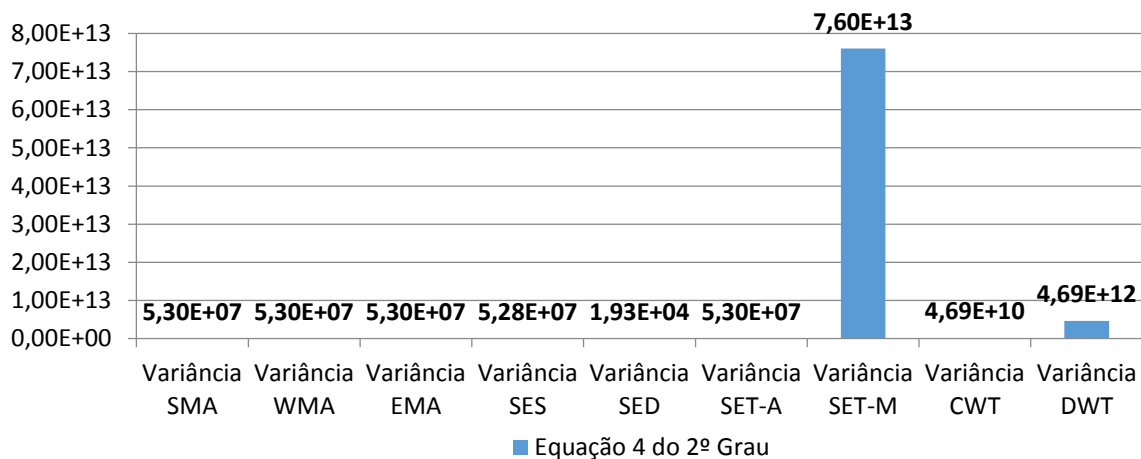 7,60E+13
8,00E+13
7,00E+13
6,00E+13
5,00E+13
4,00E+13
3,00E+13
2,00E+13
1,00E+13
0,00E+00
5,30E+07 5,30E+07 5,30E+07 5,28E+07 1,93E+04 5,30E+07 4,69E+10 4,69E+12
Variância Variância Variância Variância Variância Variância Variância Variância Variância
SMA WMA EMA SES SED SET-A SET-M CWT DWT
Equação 4 do 2º Grau